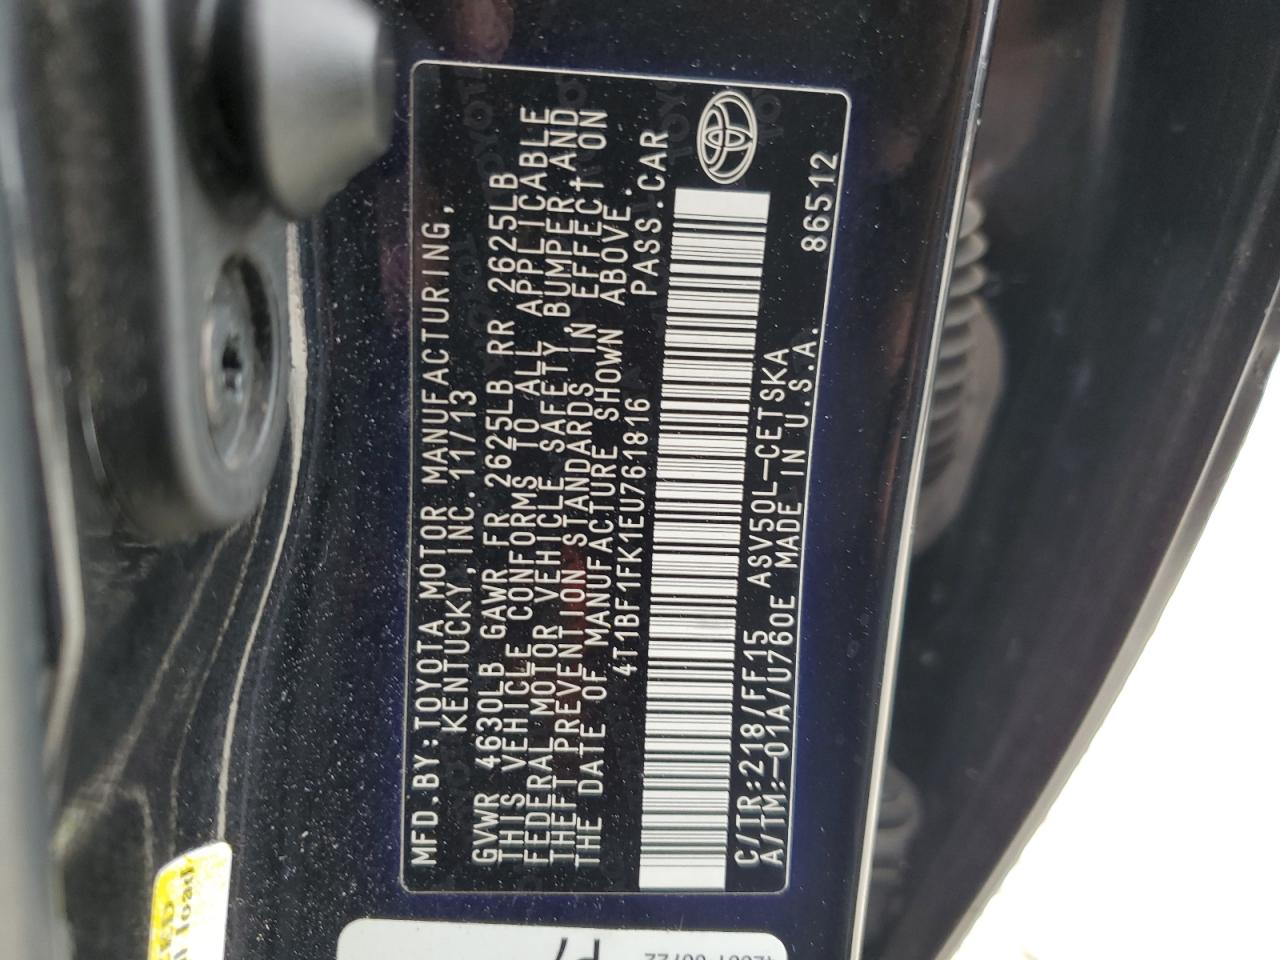 MFD.BY:TOYOTA MOTOR MANUFACTURING,
KENTUCKY,INC. 11/13
GVWR 4630LB GAWR FR 2625LB RR 2625LB
THIS VEHICLE CONFORMS TO ALL APPLICABLE
FEDERAL MOTOR VEHICLE SAFETY,BUMPER,AND
THEFT PREVENTION STANDARDS IN EFFECT ON
THE DATE OF MANUFACTURE SHOWN ABOVE.
4T1BF1FK1EU761816 PASS.CAR
C/TR:218/FF15 ASV50L-CETSKA
A/TM:-01A/U760E MADE IN U.S.A.
86512
load